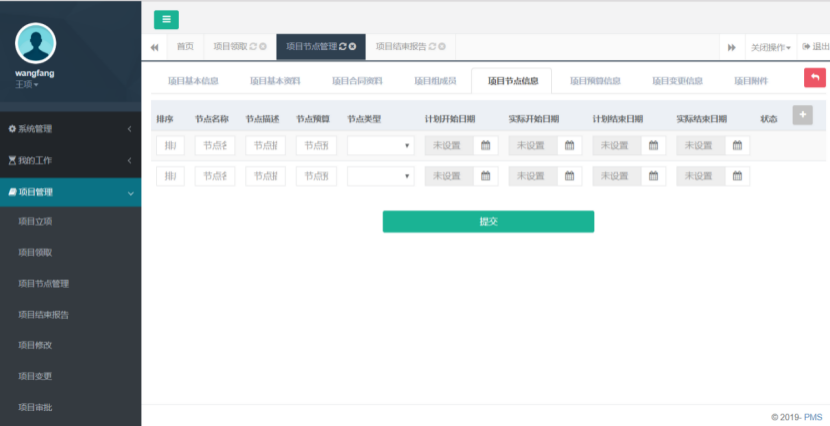 wangfang
王项
系统管理
我的工作
项目管理
项目立项
项目领取
项目节点管理
项目结束报告
项目修改
项目变更
项目审批
首页 项目领取 项目节点管理 项目结束报告 关闭操作 退出
项目基本信息 项目基本资料 项目合同资料 项目组成员 项目节点信息 项目预算信息 项目变更信息 项目附件
排序 节点名称 节点描述 节点预算 节点类型 计划开始日期 实际开始日期 计划结束日期 实际结束日期 状态
节点 节点 节点 未设置 未设置 未设置 未设置
节点 节点 节点 未设置 未设置 未设置 未设置
提交
© 2019- PMS